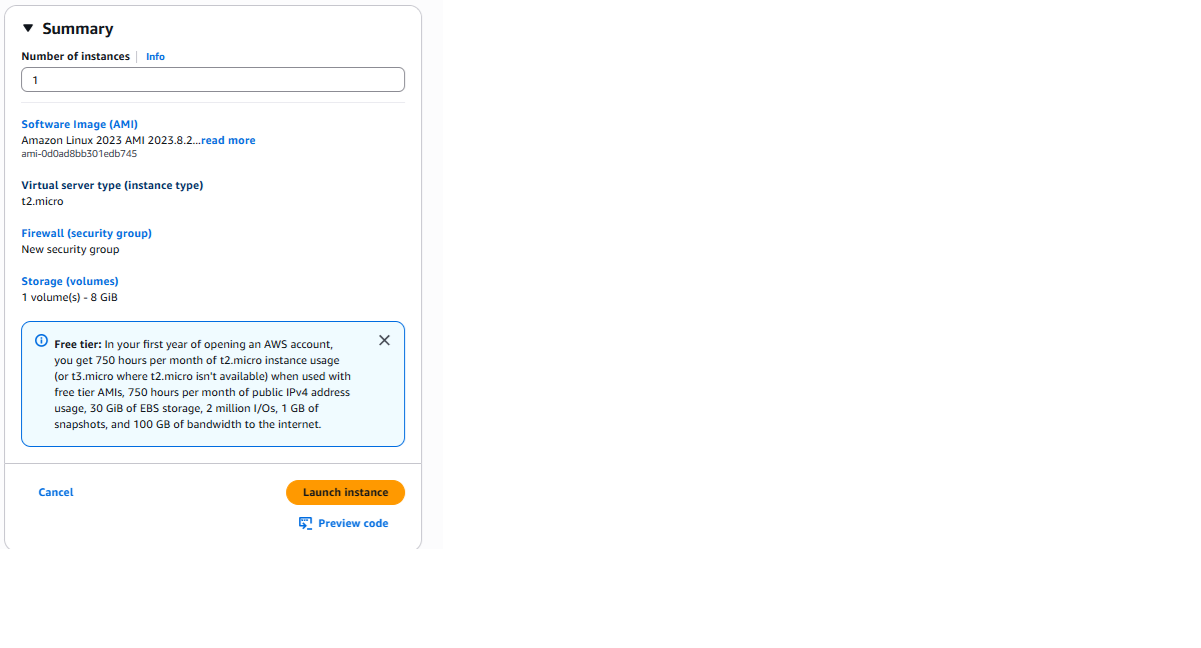 Summary
Number of instances Info
1
Software Image (AMI)
Amazon Linux 2023 AMI 2023.8.2...read more
ami-0d0ad8bb301edb745
Virtual server type (instance type)
t2.micro
Firewall (security group)
New security group
Storage (volumes)
1 volume(s) - 8 GiB
Free tier: In your first year of opening an AWS account,
you get 750 hours per month of t2.micro instance usage
(or t3.micro where t2.micro isn't available) when used with
free tier AMIs, 750 hours per month of public IPv4 address
usage, 30 GiB of EBS storage, 2 million I/Os, 1 GB of
snapshots, and 100 GB of bandwidth to the internet.
Cancel Launch instance
Preview code